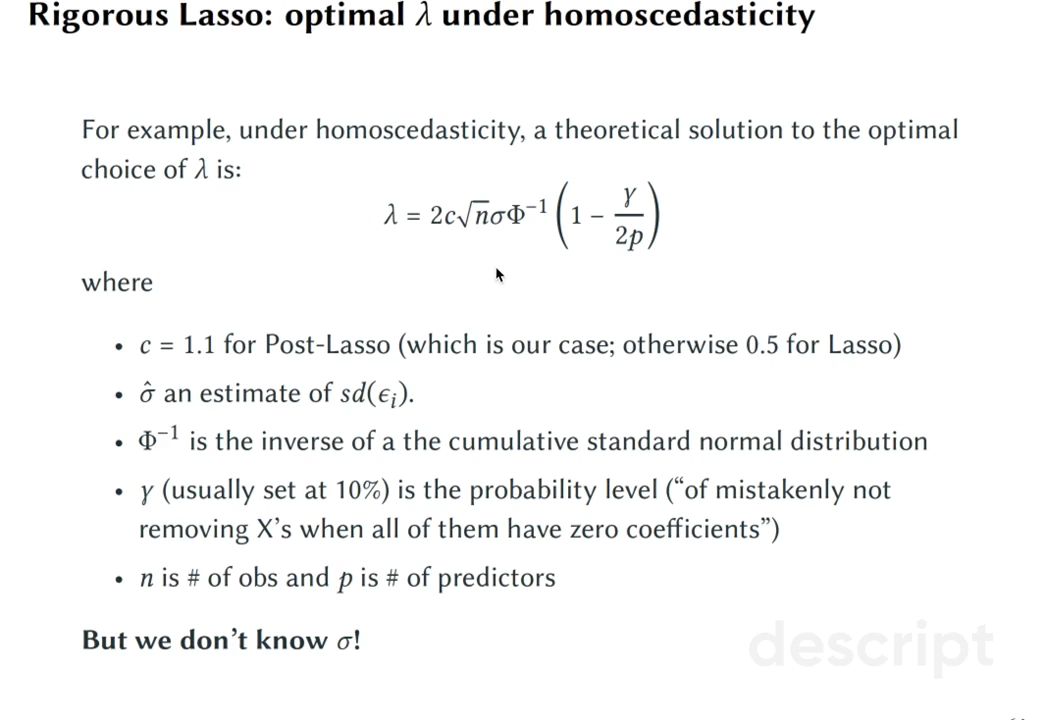 Rigorous Lasso: optimal λ under homoscedasticity
For example, under homoscedasticity, a theoretical solution to the optimal
choice of λ is:
λ = 2c√nσΦ⁻¹(1 − γ/2p)
where
• c = 1.1 for Post-Lasso (which is our case; otherwise 0.5 for Lasso)
• σ̂ an estimate of sd(ϵᵢ).
• Φ⁻¹ is the inverse of a the cumulative standard normal distribution
• γ (usually set at 10%) is the probability level (“of mistakenly not
removing X’s when all of them have zero coefficients”)
• n is # of obs and p is # of predictors
But we don’t know σ!
descript